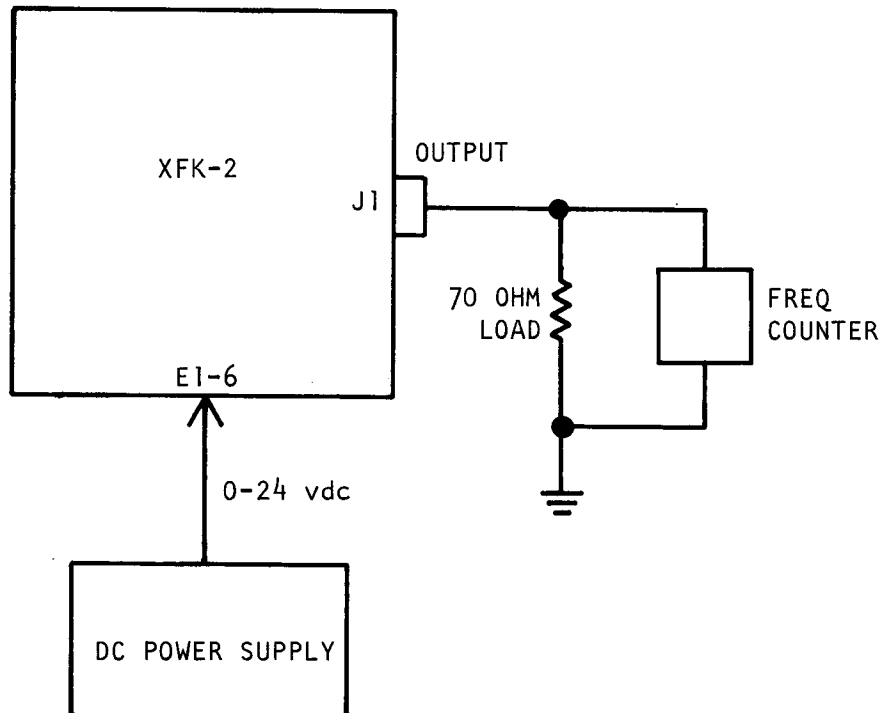 OUTPUT
XFK-2
J1
70 OHM
LOAD
FREQ
COUNTER
E1-6
0-24 vdc
DC POWER SUPPLY